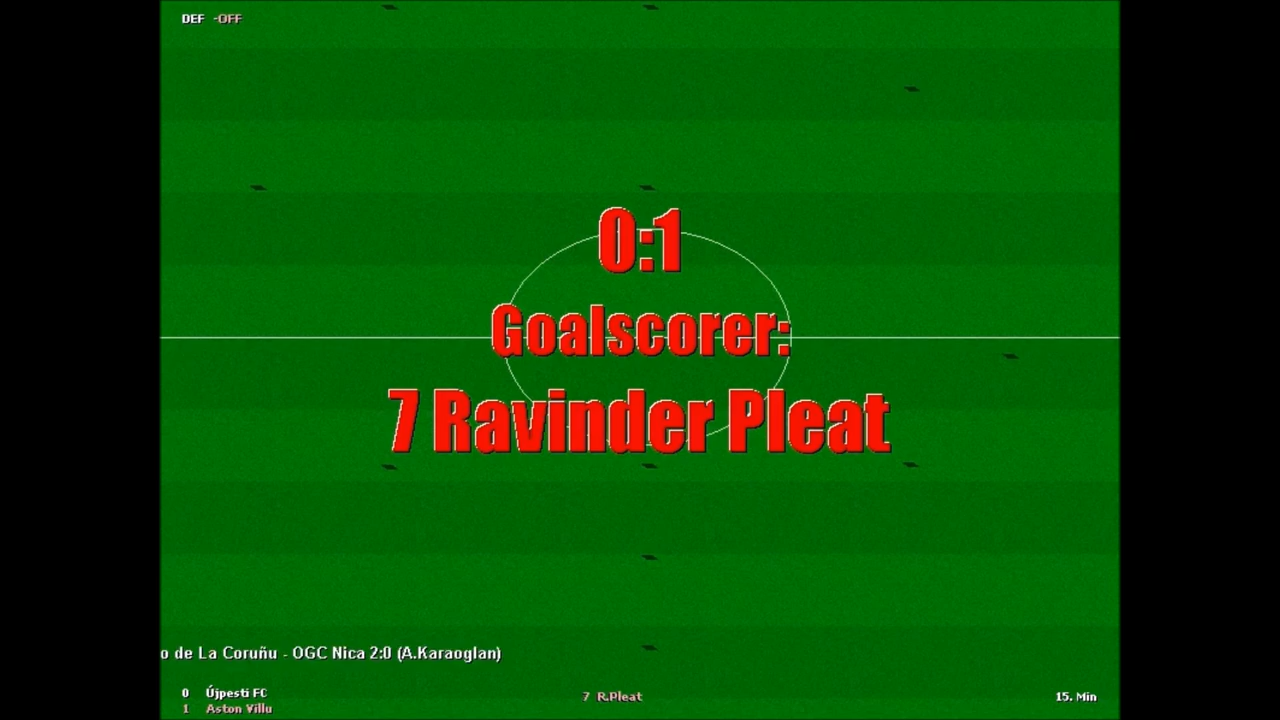 DEF -OFF
0:1
Goalscorer:
7 Ravinder Pleat
o de La Coruñu - OGC Nica 2:0 (A.Karaoglan)
0 Újpesti FC
1 Aston Villu
7 R.Pleat
15. Min